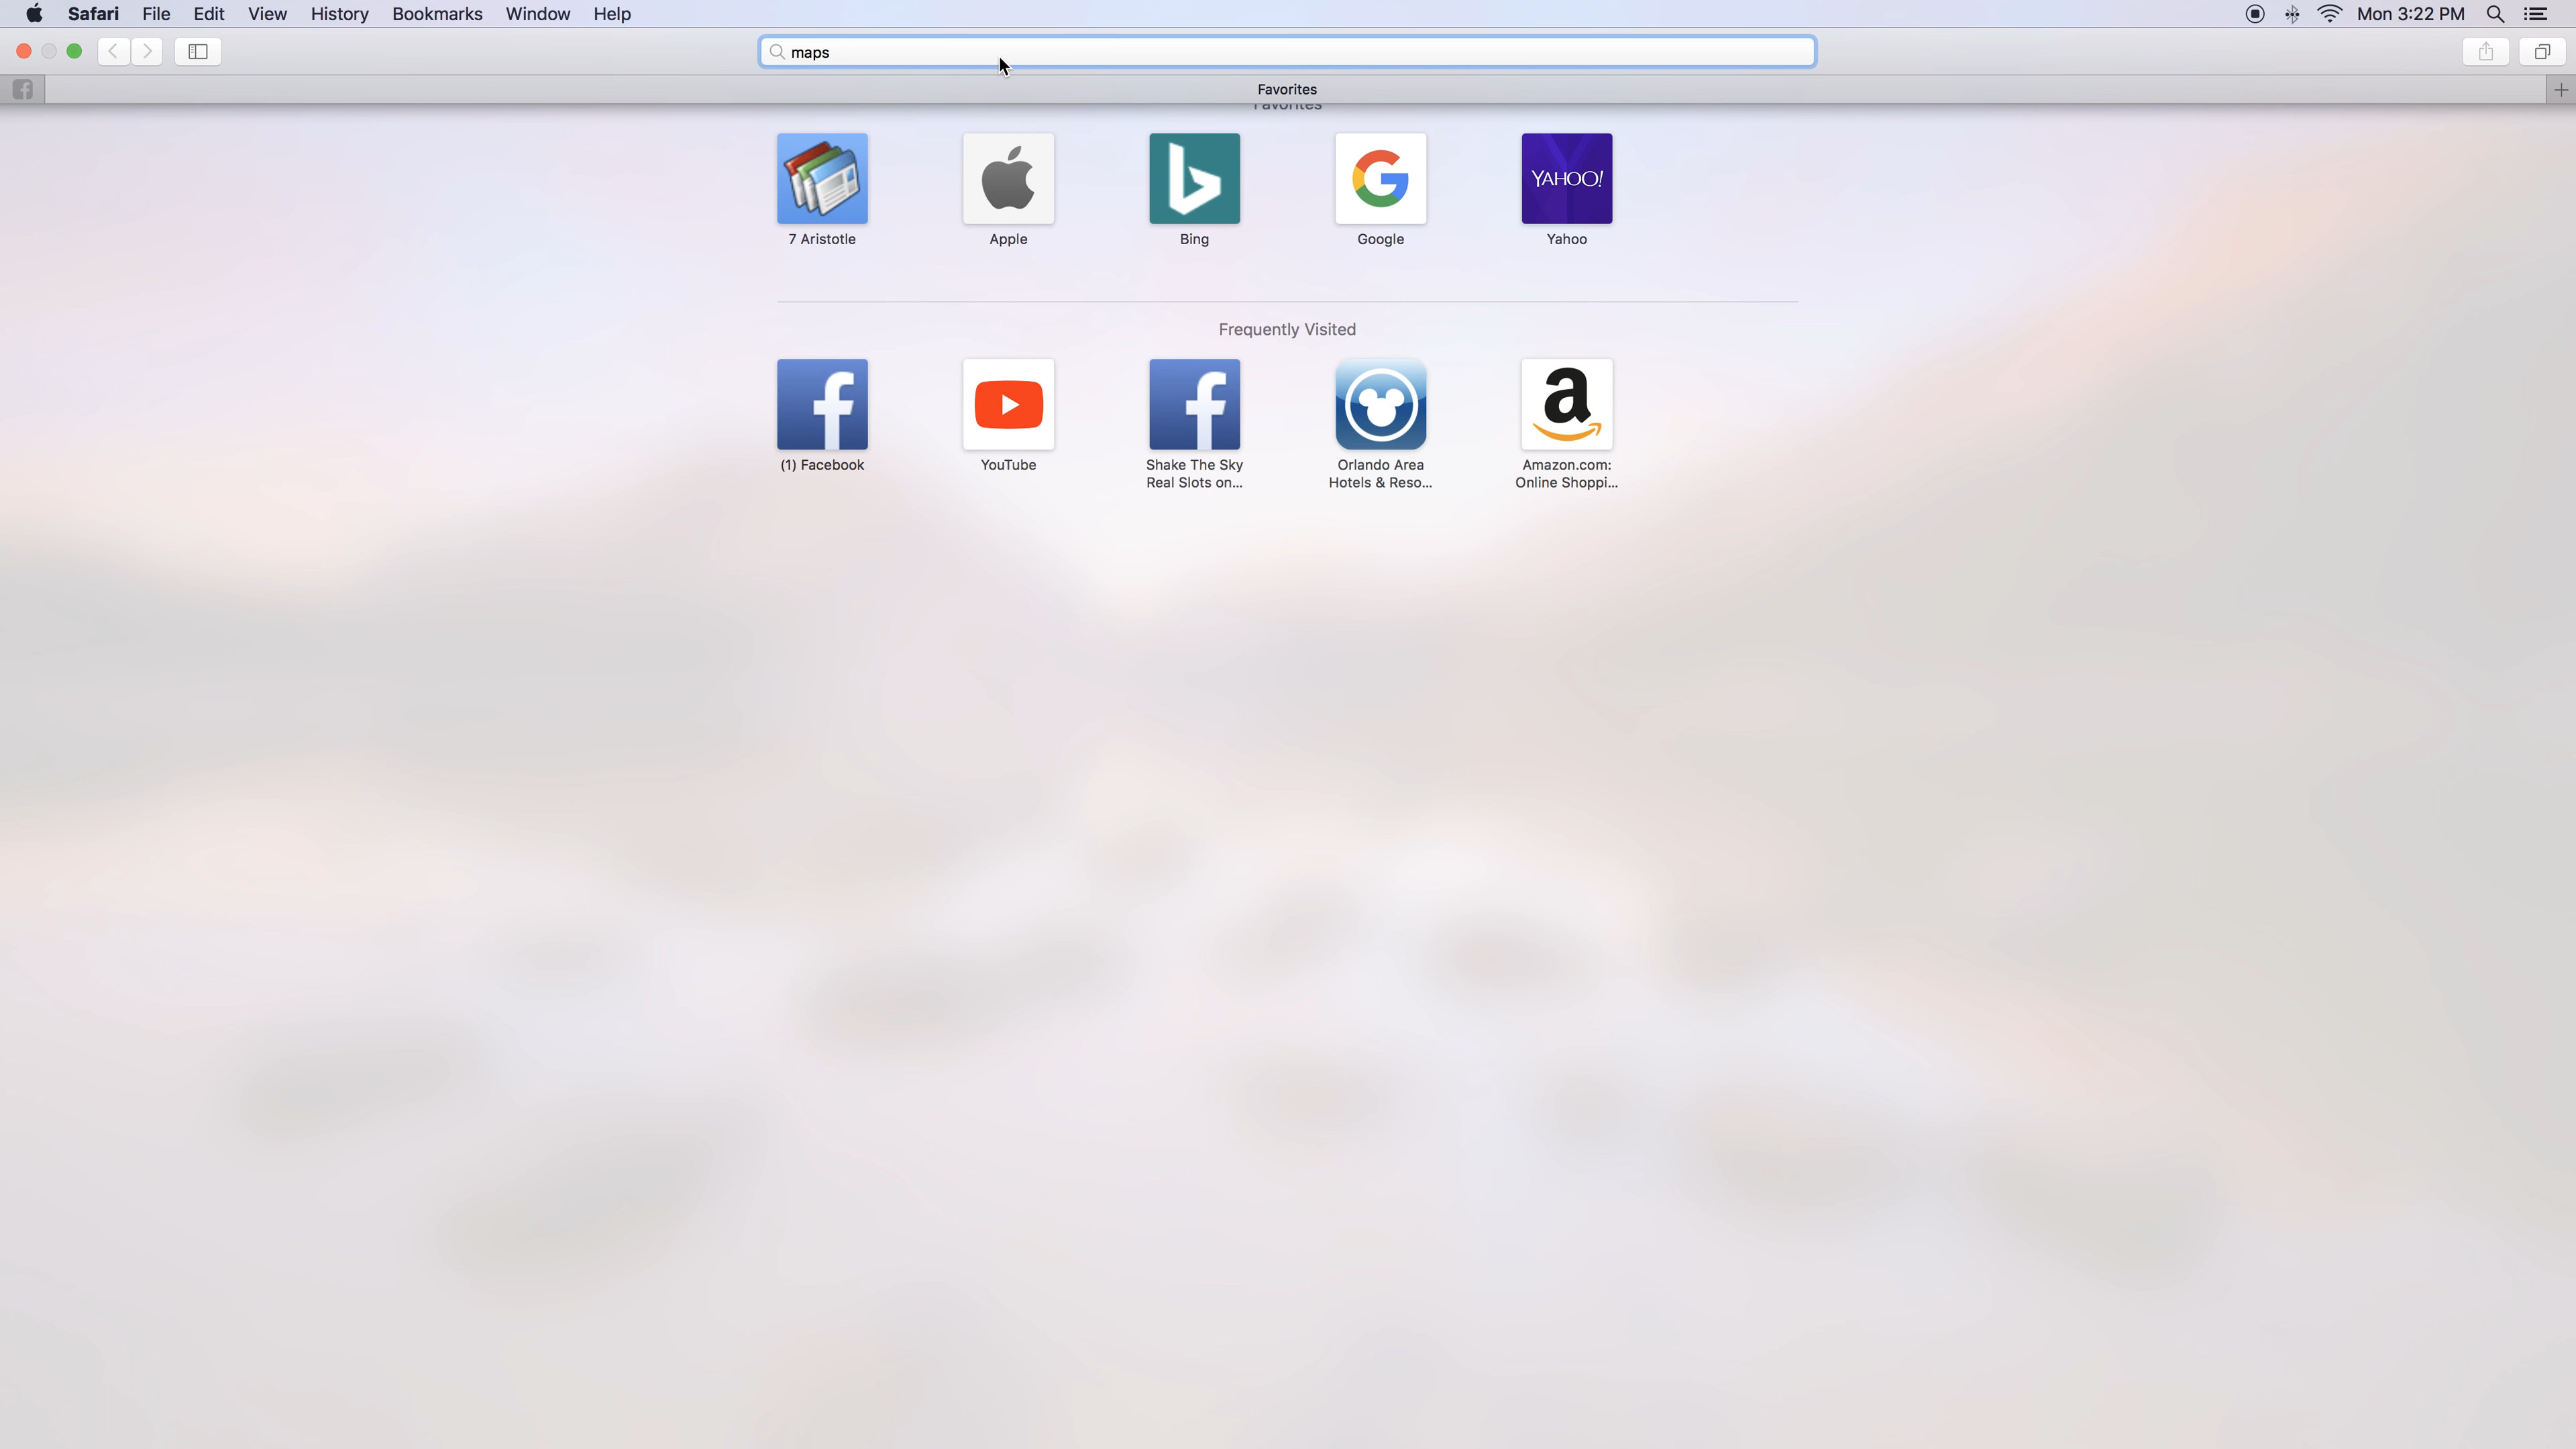 Safari File Edit View History Bookmarks Window Help Mon 3:22 PM
maps
Favorites
Favorites
YAHOO!
7 Aristotle Apple Bing Google Yahoo
Frequently Visited
(1) Facebook YouTube Shake The Sky Orlando Area Amazon.com:
Real Slots on... Hotels & Reso... Online Shoppi...